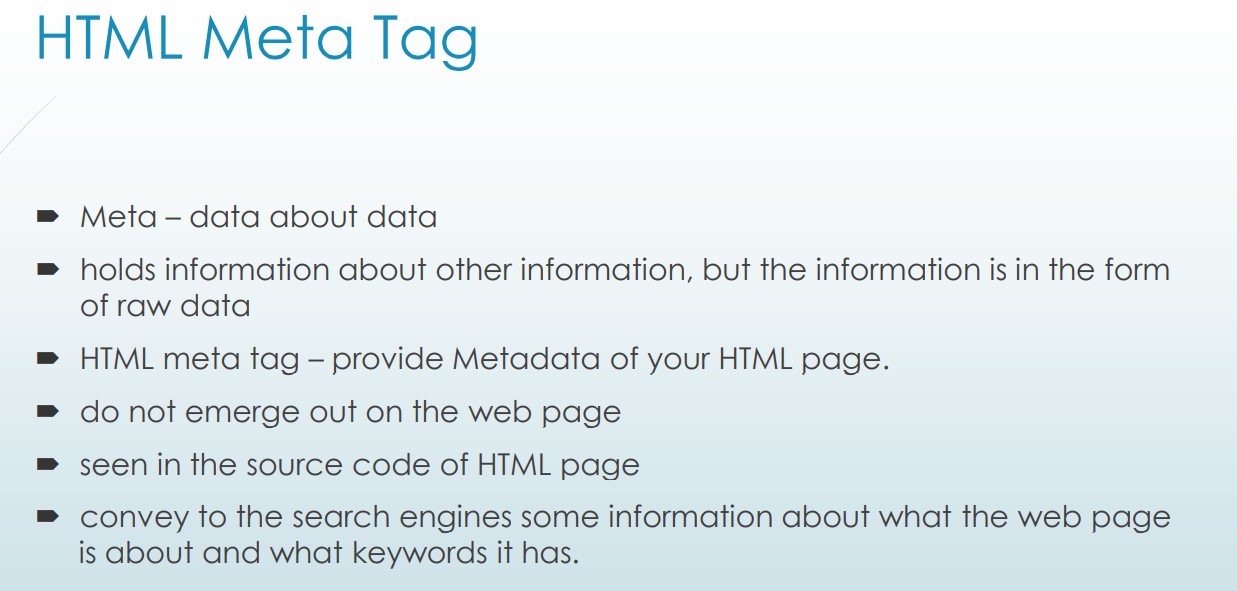 HTML Meta Tag
Meta – data about data
holds information about other information, but the information is in the form
of raw data
HTML meta tag – provide Metadata of your HTML page.
do not emerge out on the web page
seen in the source code of HTML page
convey to the search engines some information about what the web page
is about and what keywords it has.